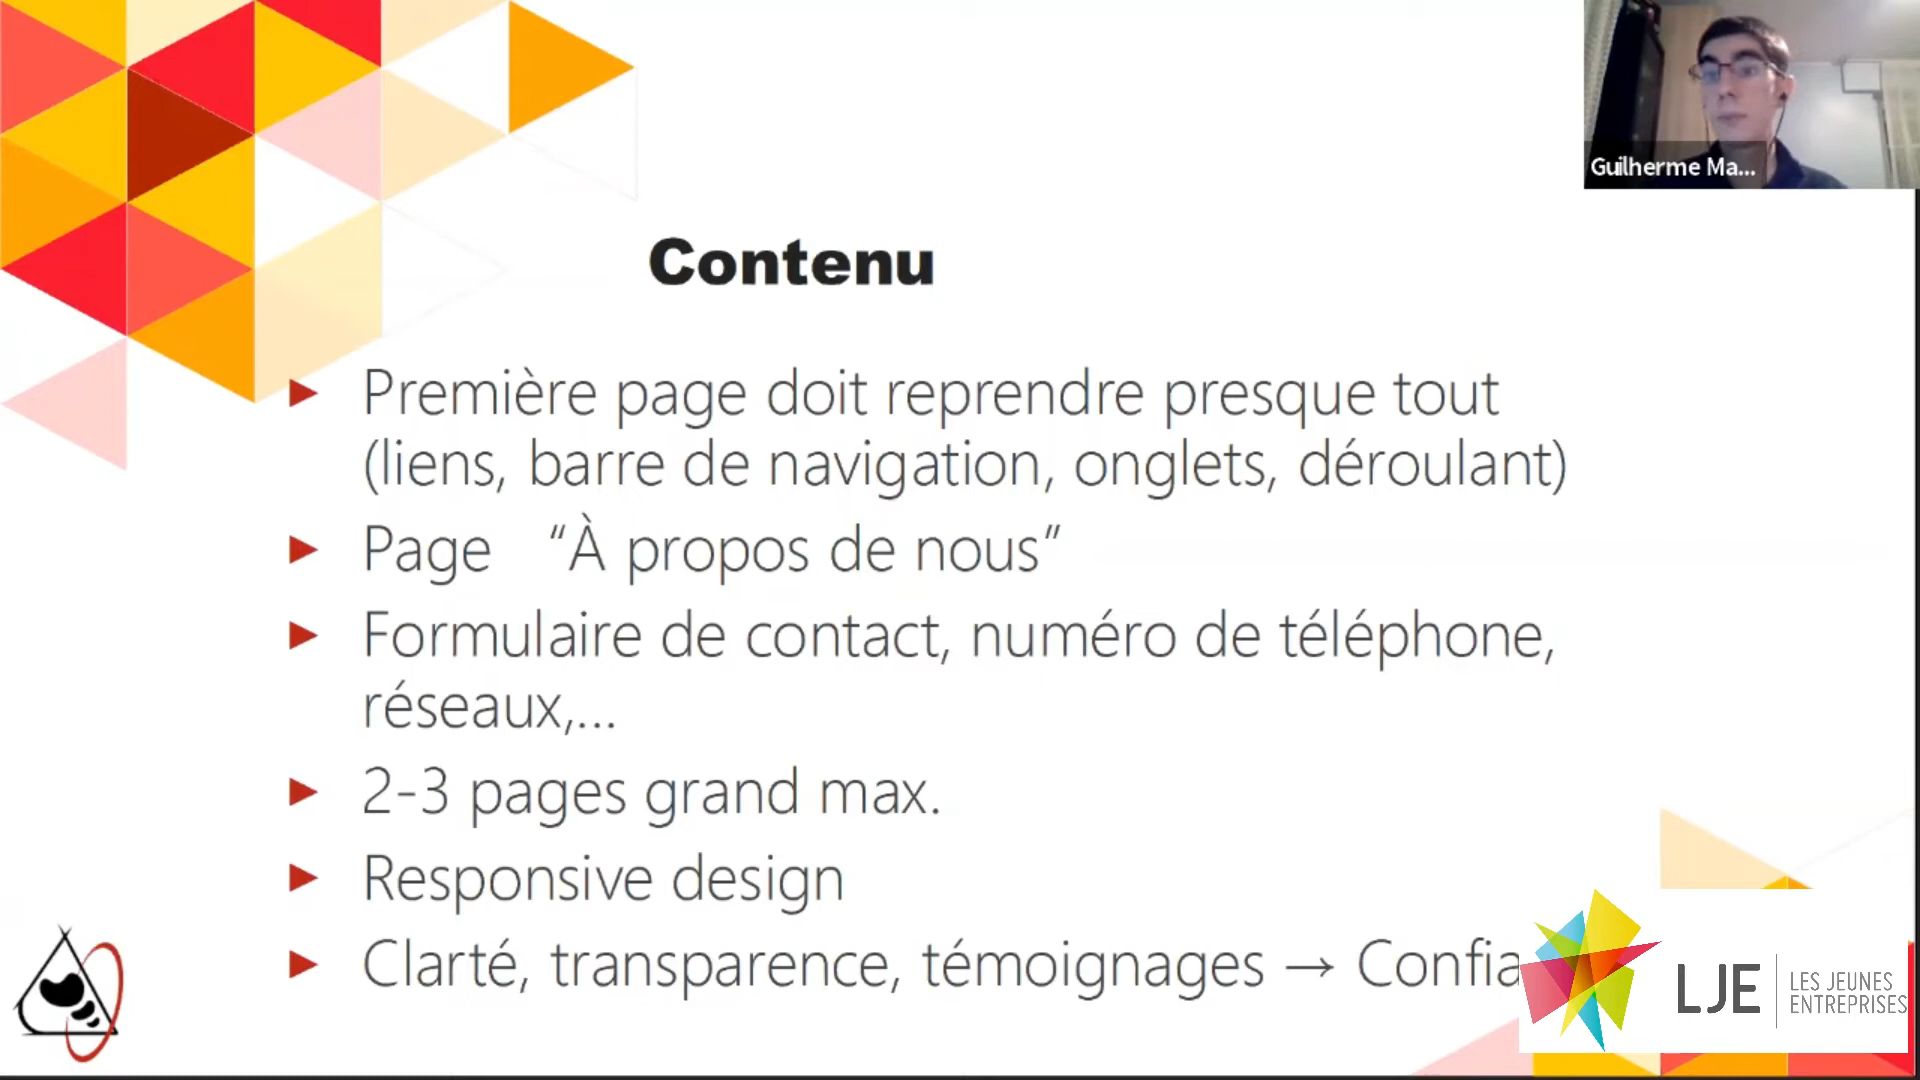 Guilherme Ma...
Contenu
Première page doit reprendre presque tout
(liens, barre de navigation, onglets, déroulant)
Page “À propos de nous”
Formulaire de contact, numéro de téléphone,
réseaux,...
2-3 pages grand max.
Responsive design
Clarté, transparence, témoignages → Confia
LJE
LES JEUNES
ENTREPRISES